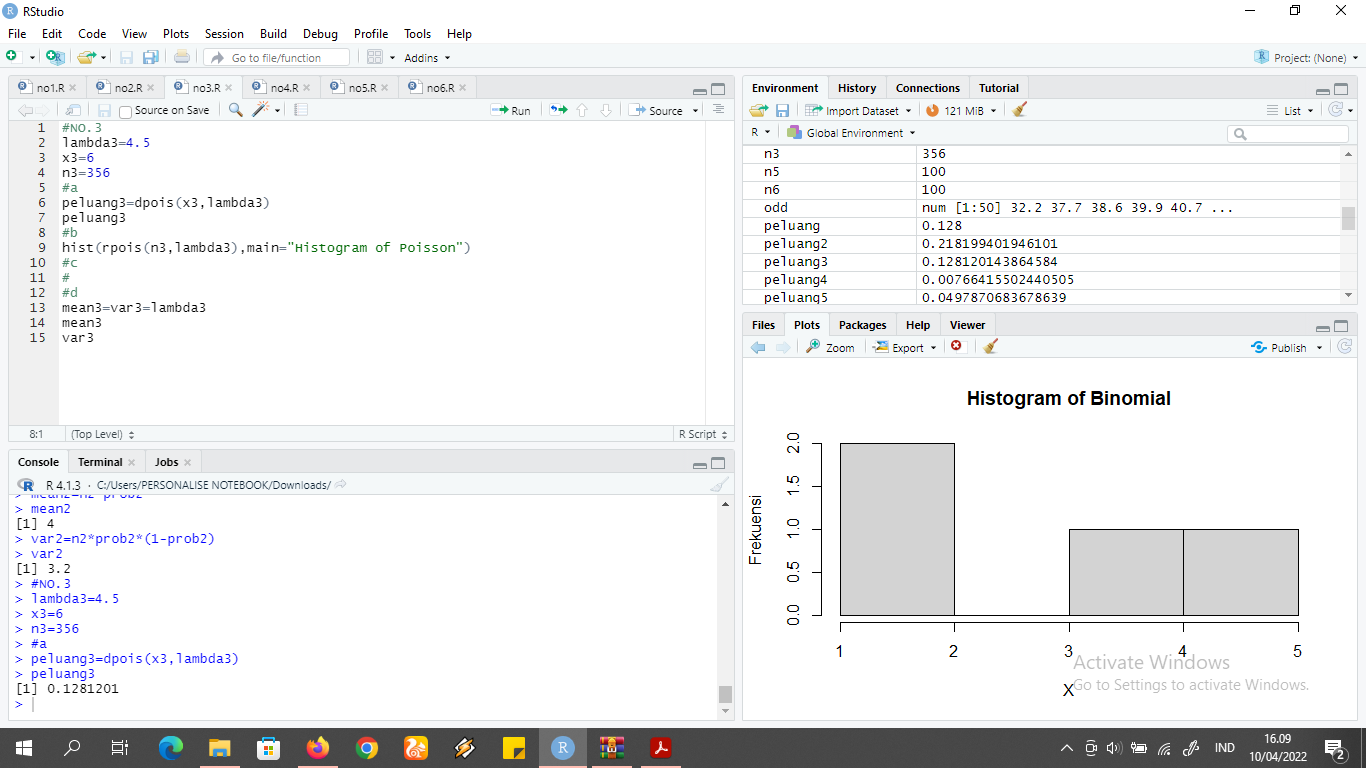 RStudio
File Edit Code View Plots Session Build Debug Profile Tools Help
Go to file/function Addins Project: (None)
no1.R no2.R no3.R no4.R no5.R no6.R
Source on Save Run Source
1 #NO.3
2 lambda3=4.5
3 x3=6
4 n3=356
5 #a
6 peluang3=dpois(x3,lambda3)
7 peluang3
8 #b
9 hist(rpois(n3,lambda3),main="Histogram of Poisson")
10 #c
11 #
12 #d
13 mean3=var3=lambda3
14 mean3
15 var3
8:1 (Top Level) R Script
Console Terminal Jobs
R 4.1.3 · C:/Users/PERSONALISE NOTEBOOK/Downloads/
> mean2=n2*prob2
> mean2
[1] 4
> var2=n2*prob2*(1-prob2)
> var2
[1] 3.2
> #NO.3
> lambda3=4.5
> x3=6
> n3=356
> #a
> peluang3=dpois(x3,lambda3)
> peluang3
[1] 0.1281201
>
Environment History Connections Tutorial
Import Dataset 121 MiB List
R Global Environment
n3 356
n5 100
n6 100
odd num [1:50] 32.2 37.7 38.6 39.9 40.7 ...
peluang 0.128
peluang2 0.218199401946101
peluang3 0.128120143864584
peluang4 0.00766415502440505
peluang5 0.0497870683678639
Files Plots Packages Help Viewer
Zoom Export Publish
Histogram of Binomial
Frekuensi
2.0
1.5
1.0
0.5
0.0
1 2 3 4 5
X
Activate Windows
Go to Settings to activate Windows.
IND
16.09
10/04/2022
2